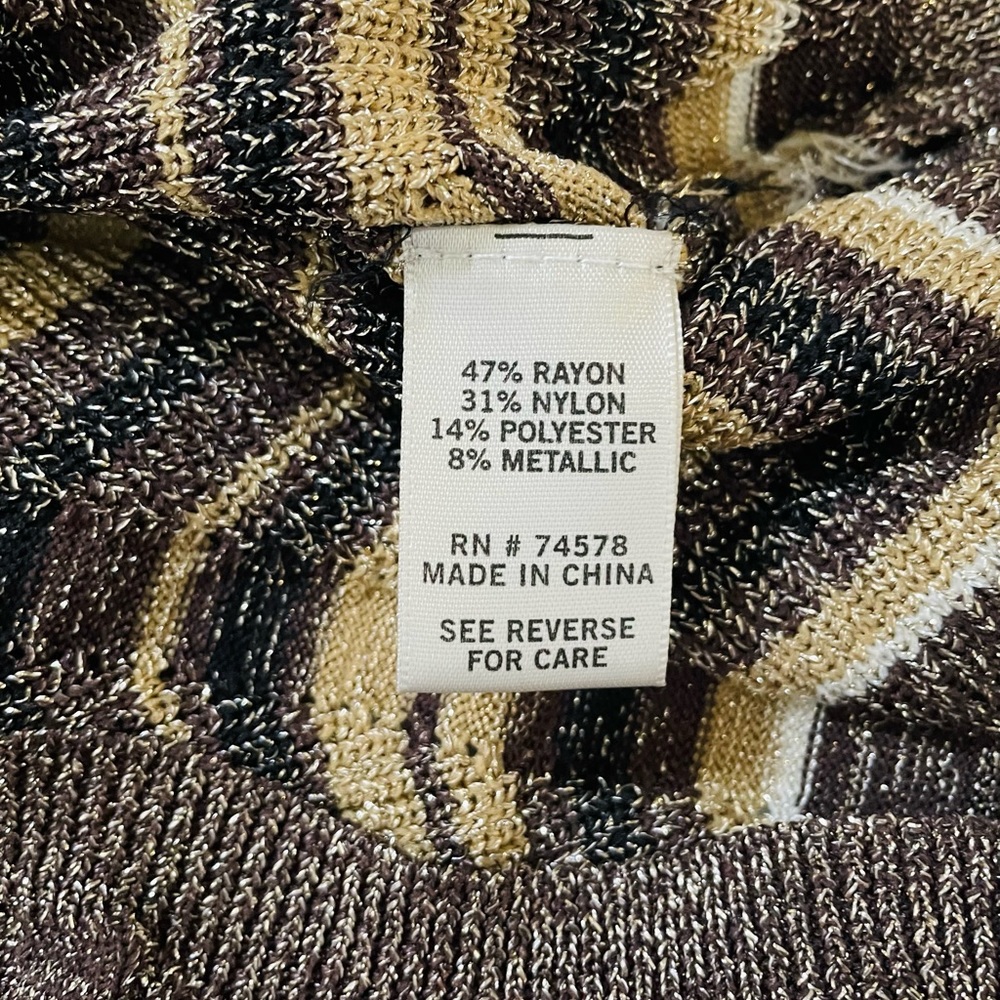 47% RAYON
31% NYLON
14% POLYESTER
8% METALLIC
RN # 74578
MADE IN CHINA
SEE REVERSE
FOR CARE